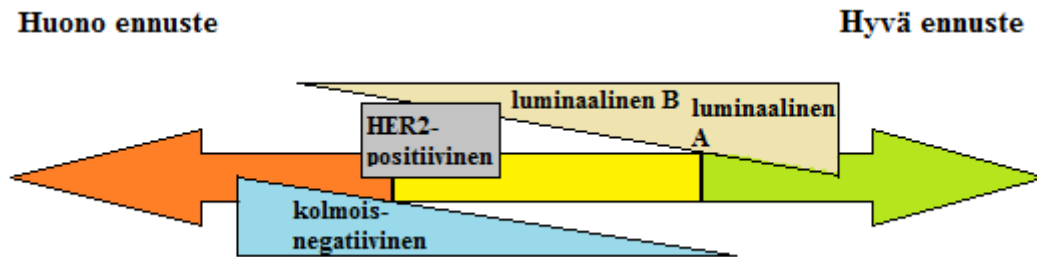 Huono ennuste
Hyvä ennuste
luminaalinen B
luminaalinen
A
HER2-
positiivinen
kolmois-
negatiivinen